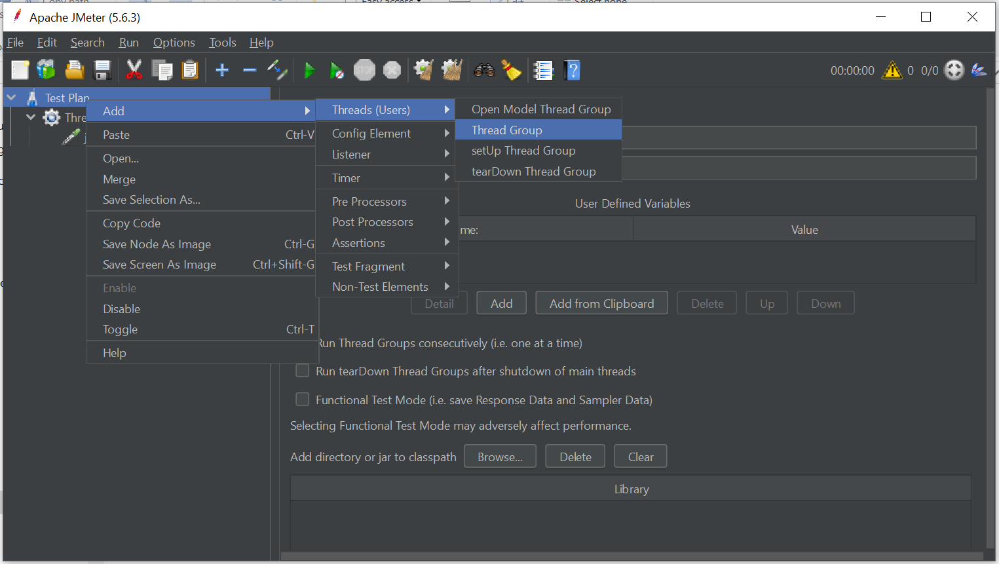 Apache JMeter (5.6.3)
File Edit Search Run Options Tools Help
00:00:00 0 0/0
Test Plan
Thre
Add
Paste Ctrl-V
Open...
Merge
Save Selection As...
Copy Code
Save Node As Image Ctrl-G
Save Screen As Image Ctrl+Shift-G
Enable
Disable
Toggle Ctrl-T
Help
Threads (Users)
Config Element
Listener
Timer
Pre Processors
Post Processors
Assertions
Test Fragment
Non-Test Elements
Open Model Thread Group
Thread Group
setUp Thread Group
tearDown Thread Group
User Defined Variables
me: Value
Detail Add Add from Clipboard Delete Up Down
Run Thread Groups consecutively (i.e. one at a time)
Run tearDown Thread Groups after shutdown of main threads
Functional Test Mode (i.e. save Response Data and Sampler Data)
Selecting Functional Test Mode may adversely affect performance.
Add directory or jar to classpath Browse... Delete Clear
Library